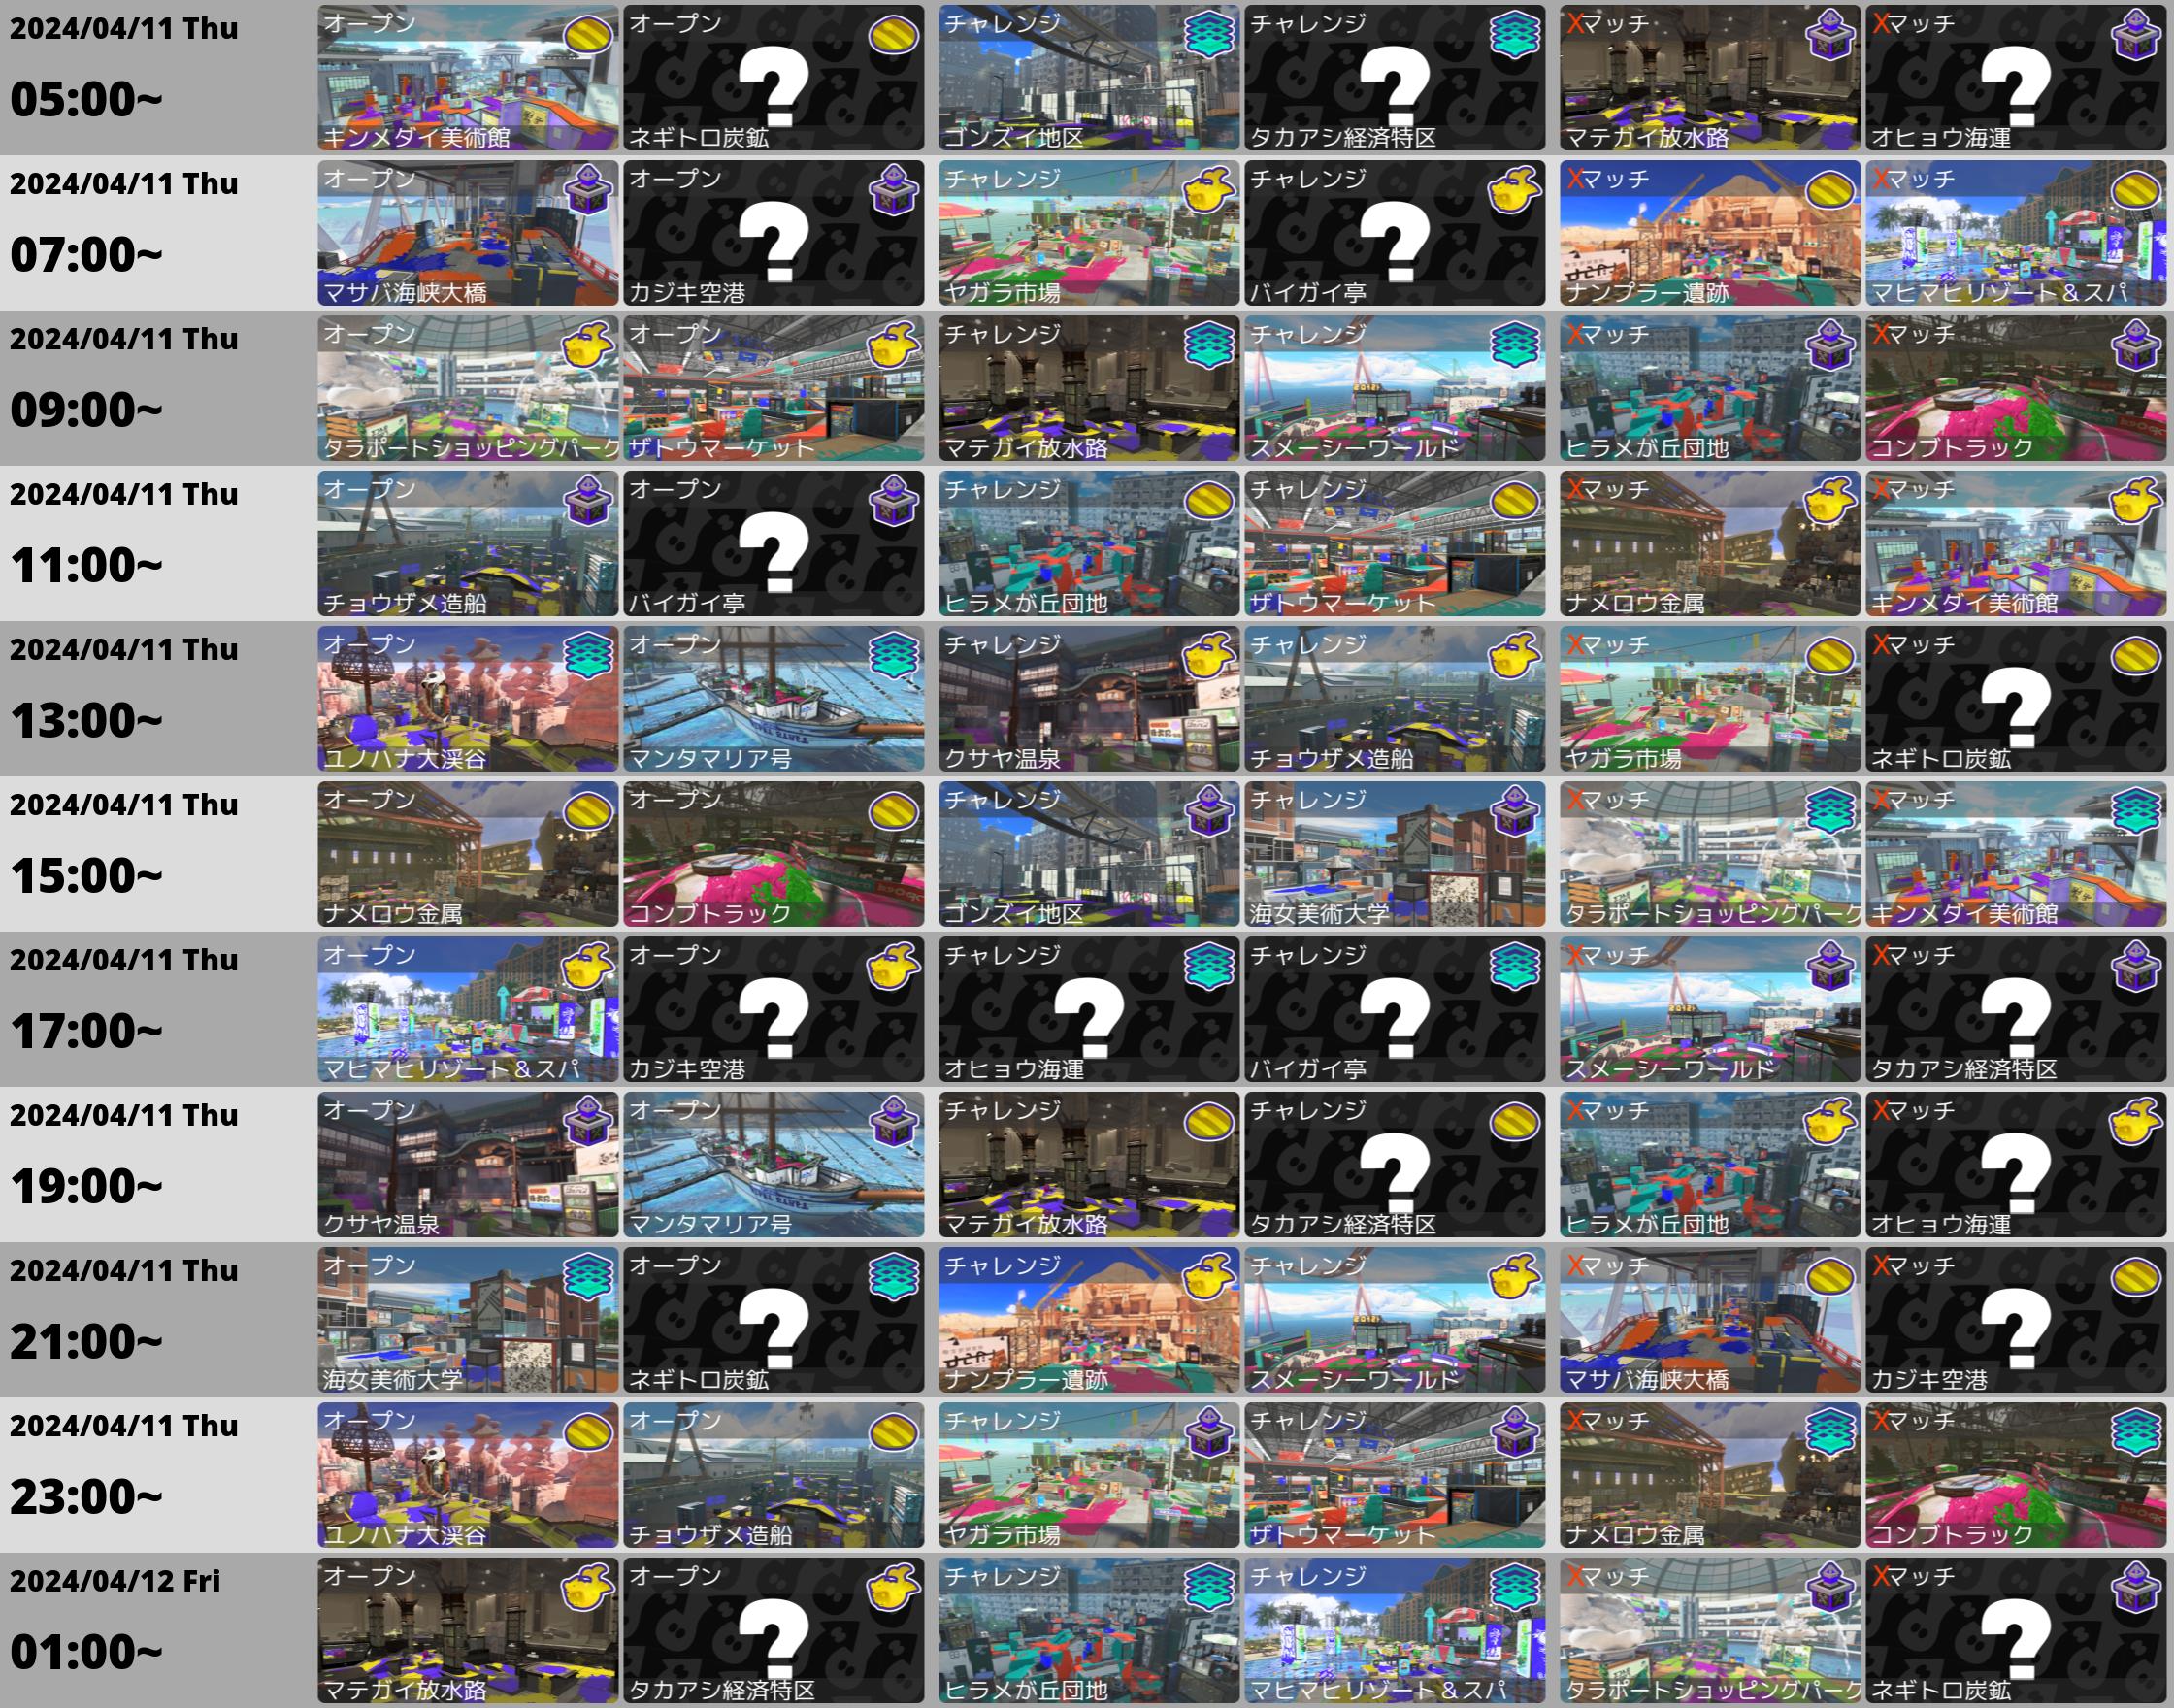 2024/04/11 Thu
05:00~
オープン
キンメダイ美術館
オープン
ネギトロ炭鉱
チャレンジ
ゴンズイ地区
チャレンジ
タカアシ経済特区
Xマッチ
マテガイ放水路
Xマッチ
オヒョウ海運
2024/04/11 Thu
07:00~
オープン
マサバ海峡大橋
オープン
カジキ空港
チャレンジ
ヤガラ市場
チャレンジ
バイガイ亭
Xマッチ
ナンプラー遺跡
Xマッチ
マヒマヒリゾート&スパ
2024/04/11 Thu
09:00~
オープン
タラポートショッピングパーク
オープン
ザトウマーケット
チャレンジ
マテガイ放水路
チャレンジ
スメーシーワールド
Xマッチ
ヒラメが丘団地
Xマッチ
コンブトラック
2024/04/11 Thu
11:00~
オープン
チョウザメ造船
オープン
バイガイ亭
チャレンジ
ヒラメが丘団地
チャレンジ
ザトウマーケット
Xマッチ
ナメロウ金属
Xマッチ
キンメダイ美術館
2024/04/11 Thu
13:00~
オープン
ユノハナ大渓谷
オープン
マンタマリア号
チャレンジ
クサヤ温泉
チャレンジ
チョウザメ造船
Xマッチ
ヤガラ市場
Xマッチ
ネギトロ炭鉱
2024/04/11 Thu
15:00~
オープン
ナメロウ金属
オープン
コンブトラック
チャレンジ
ゴンズイ地区
チャレンジ
海女美術大学
Xマッチ
タラポートショッピングパーク
Xマッチ
キンメダイ美術館
2024/04/11 Thu
17:00~
オープン
マヒマヒリゾート&スパ
オープン
カジキ空港
チャレンジ
オヒョウ海運
チャレンジ
バイガイ亭
Xマッチ
スメーシーワールド
Xマッチ
タカアシ経済特区
2024/04/11 Thu
19:00~
オープン
クサヤ温泉
オープン
マンタマリア号
チャレンジ
マテガイ放水路
チャレンジ
タカアシ経済特区
Xマッチ
ヒラメが丘団地
Xマッチ
オヒョウ海運
2024/04/11 Thu
21:00~
オープン
海女美術大学
オープン
ネギトロ炭鉱
チャレンジ
ナンプラー遺跡
チャレンジ
スメーシーワールド
Xマッチ
マサバ海峡大橋
Xマッチ
カジキ空港
2024/04/11 Thu
23:00~
オープン
ユノハナ大渓谷
オープン
チョウザメ造船
チャレンジ
ヤガラ市場
チャレンジ
ザトウマーケット
Xマッチ
ナメロウ金属
Xマッチ
コンブトラック
2024/04/12 Fri
01:00~
オープン
マテガイ放水路
オープン
タカアシ経済特区
チャレンジ
ヒラメが丘団地
チャレンジ
マヒマヒリゾート&スパ
Xマッチ
タラポートショッピングパーク
Xマッチ
ネギトロ炭鉱